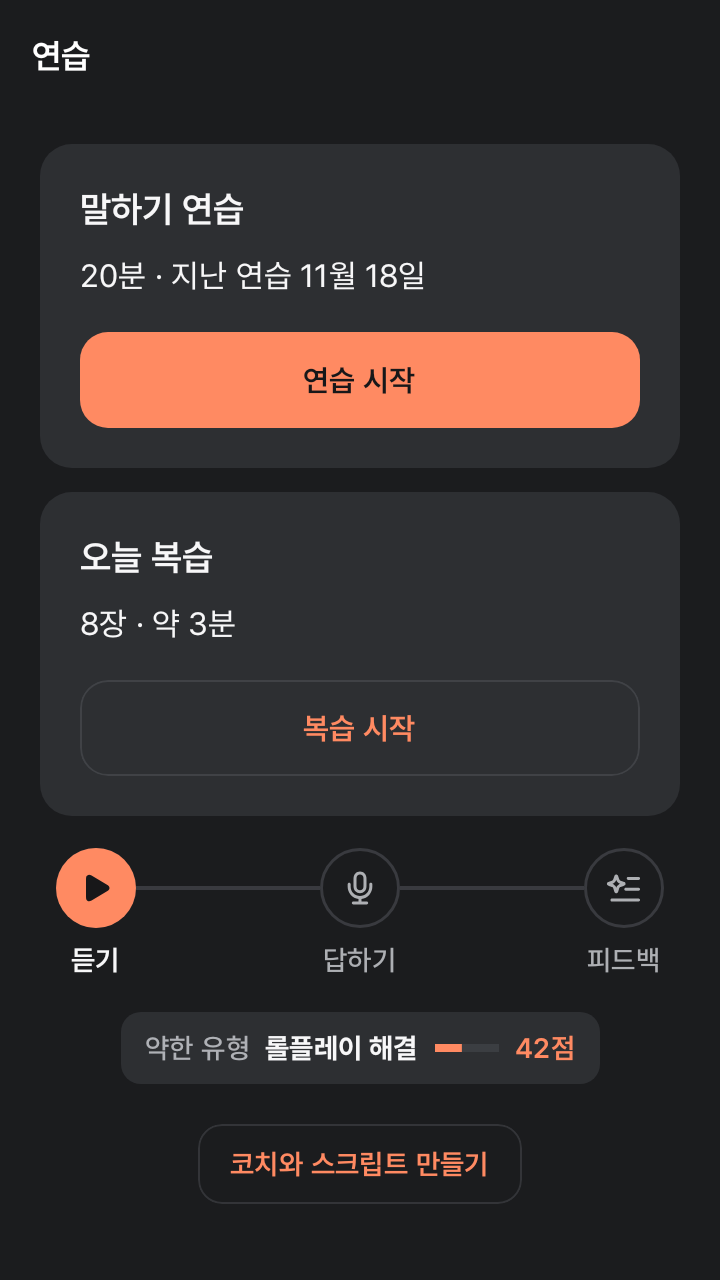 연습
말하기 연습
20분 · 지난 연습 11월 18일
연습 시작
오늘 복습
8장 · 약 3분
복습 시작
듣기 답하기 피드백
약한 유형 롤플레이 해결 42점
코치와 스크립트 만들기